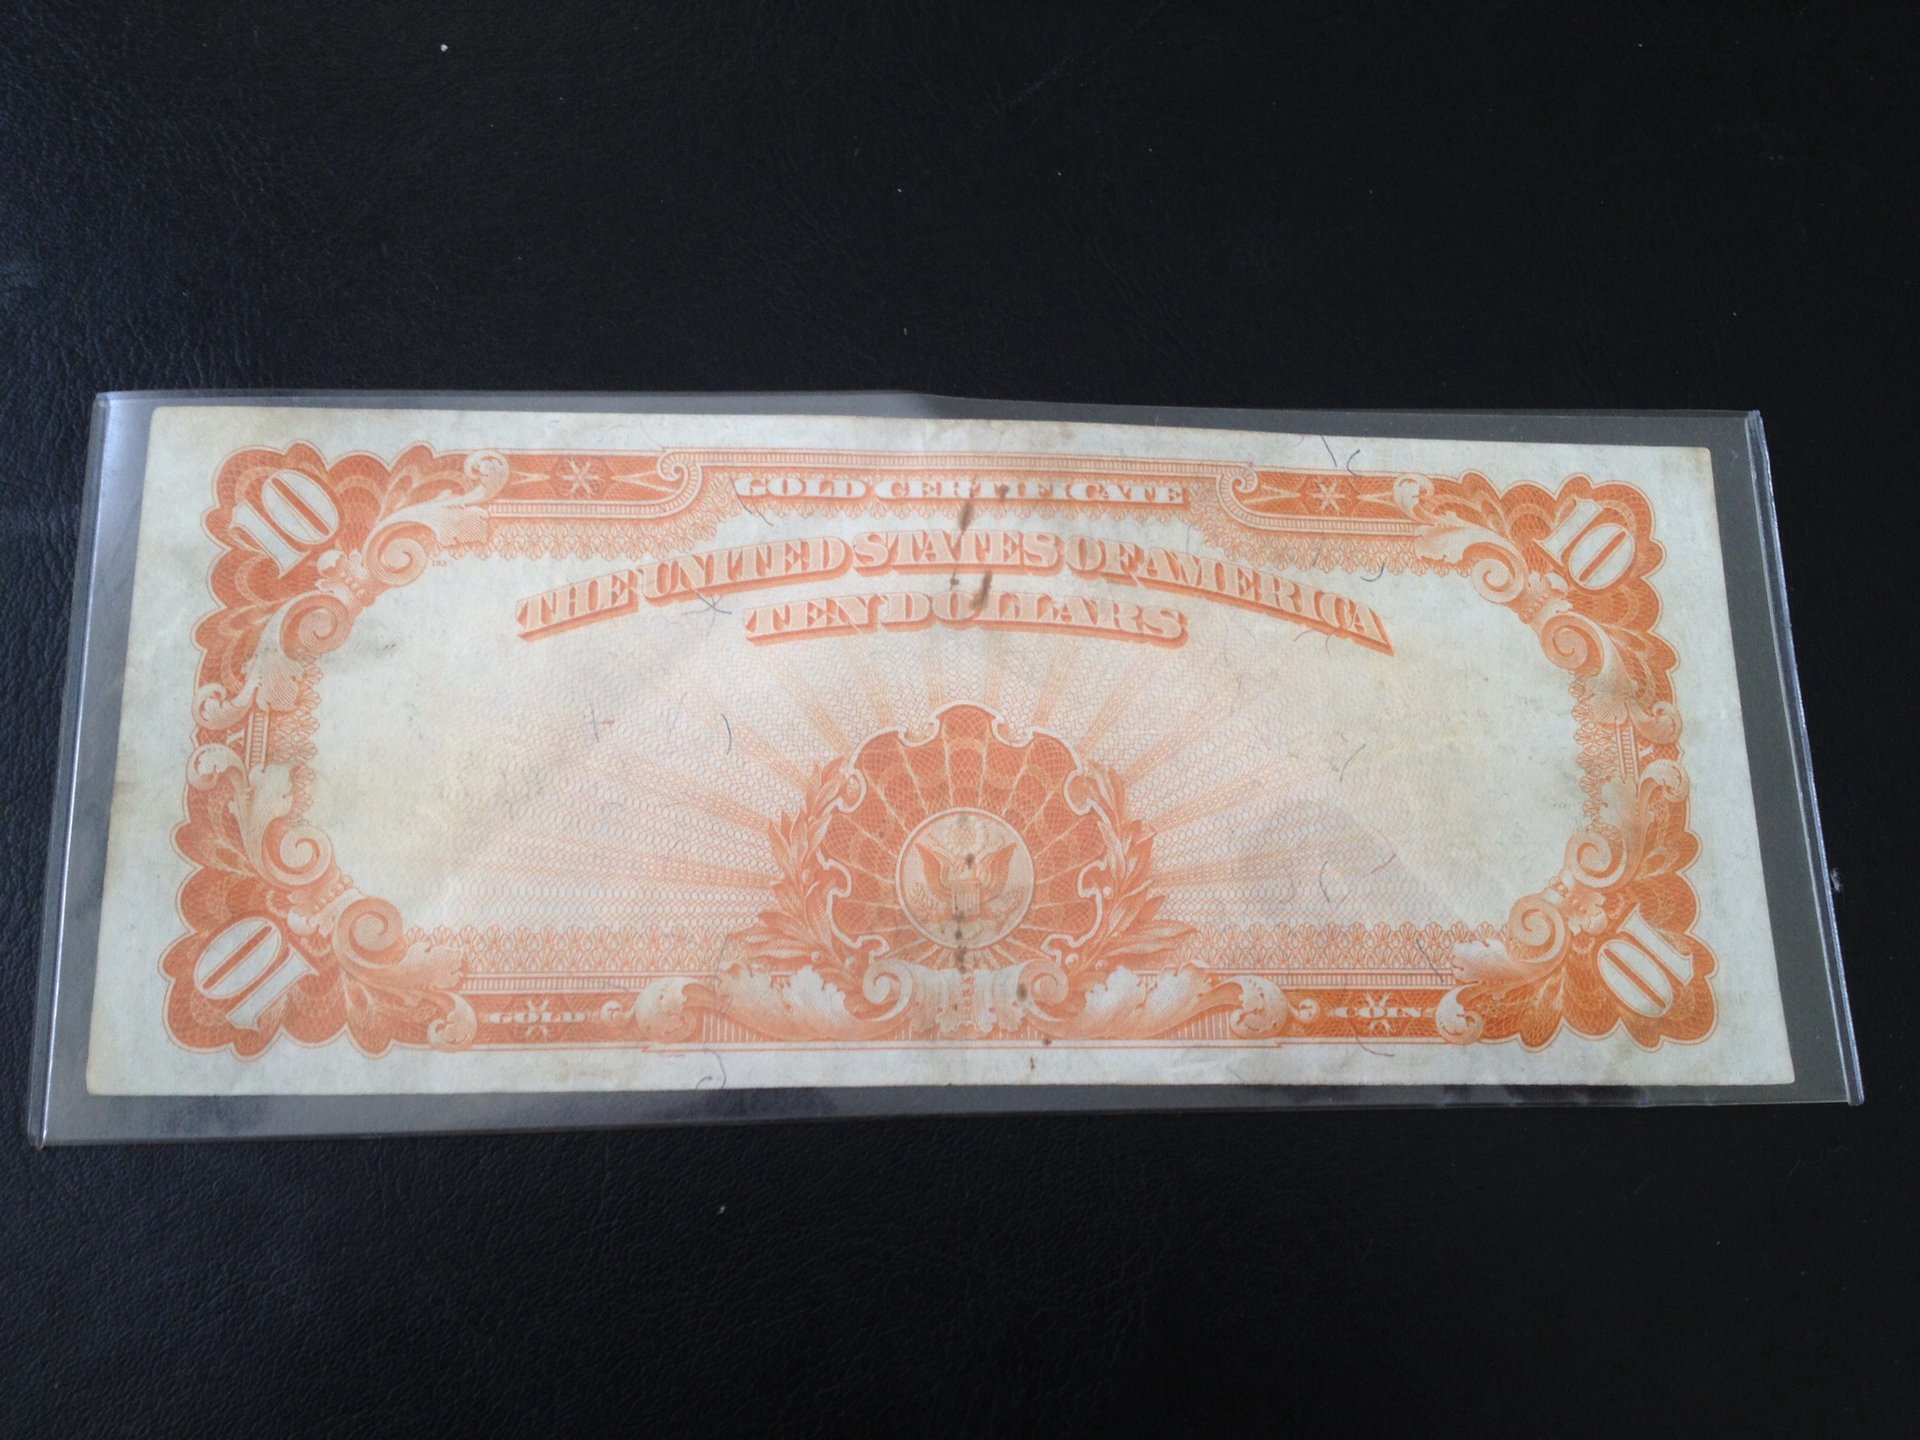 10 GOLD CERTIFICATE 10
THE UNITED STATES OF AMERICA
TEN DOLLARS
10 GOLD COIN 10